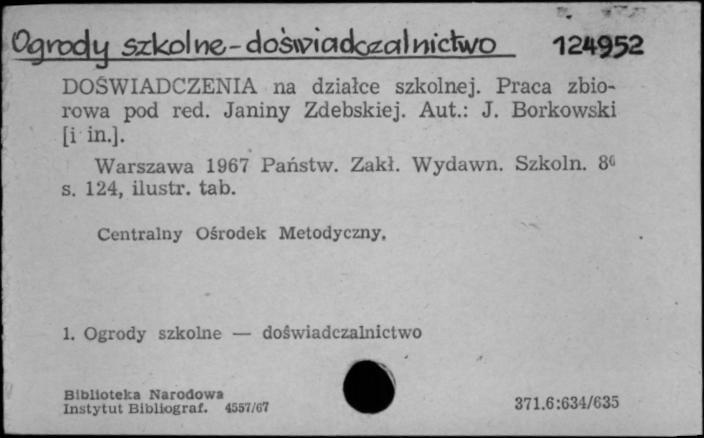 Ogrody szkolne-doświadczalnictwo 124952
DOŚWIADCZENIA na działce szkolnej. Praca zbio-
rowa pod red. Janiny Zdebskiej. Aut.: J. Borkowski
[i in.].
Warszawa 1967 Państw. Zakł. Wydawn. Szkoln. 8⁰
s. 124, ilustr. tab.
Centralny Ośrodek Metodyczny.
1. Ogrody szkolne — doświadczalnictwo
Biblioteka Narodowa
Instytut Bibliograf. 4557/67
371.6:634/635